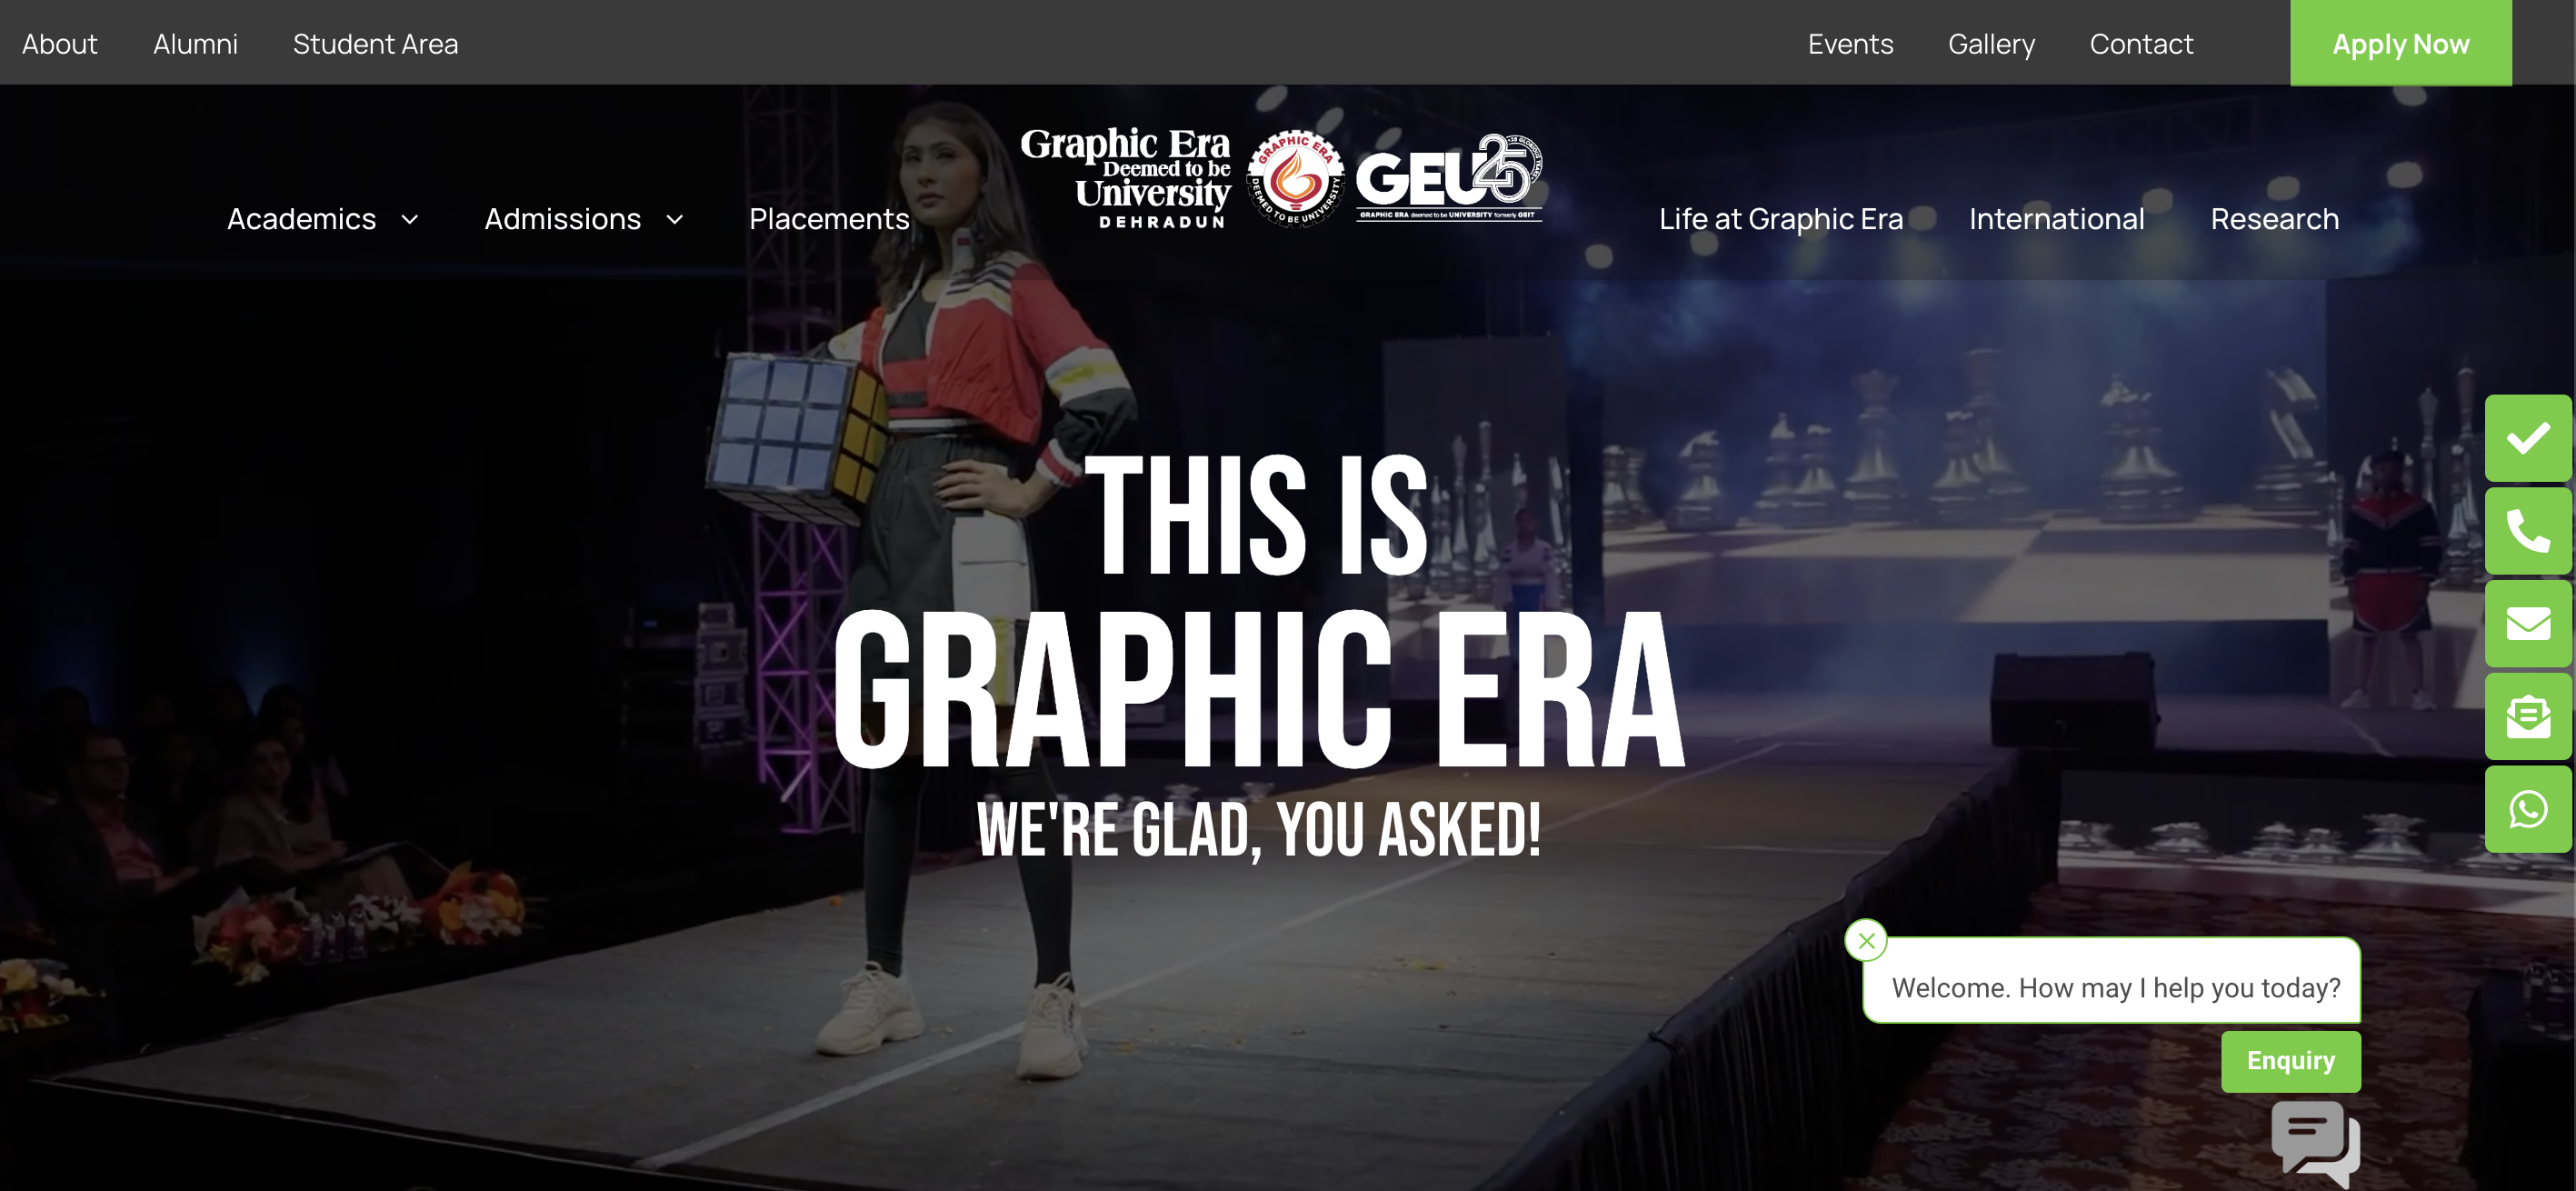 About Alumni Student Area Events Gallery Contact Apply Now
Graphic Era
Deemed to be
University
DEHRADUN
GRAPHIC ERA
DEEMED TO BE UNIVERSITY
GEU25
GRAPHIC ERA deemed to be UNIVERSITY formerly GEIT
Academics Admissions Placements Life at Graphic Era International Research
THIS IS
GRAPHIC ERA
WE'RE GLAD, YOU ASKED!
Welcome. How may I help you today?
Enquiry